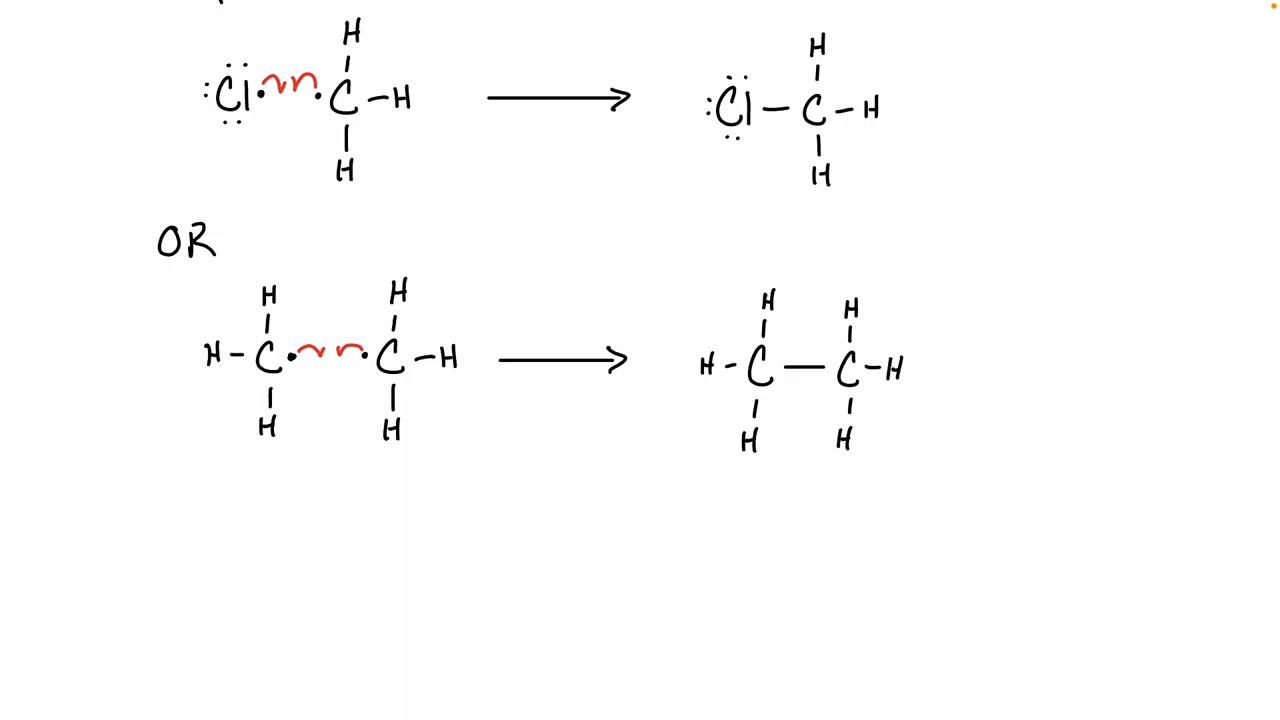 H H
:Cl· ·C–H → :Cl–C–H
H H
OR
H H H H
H–C· ·C–H → H–C–C–H
H H H H